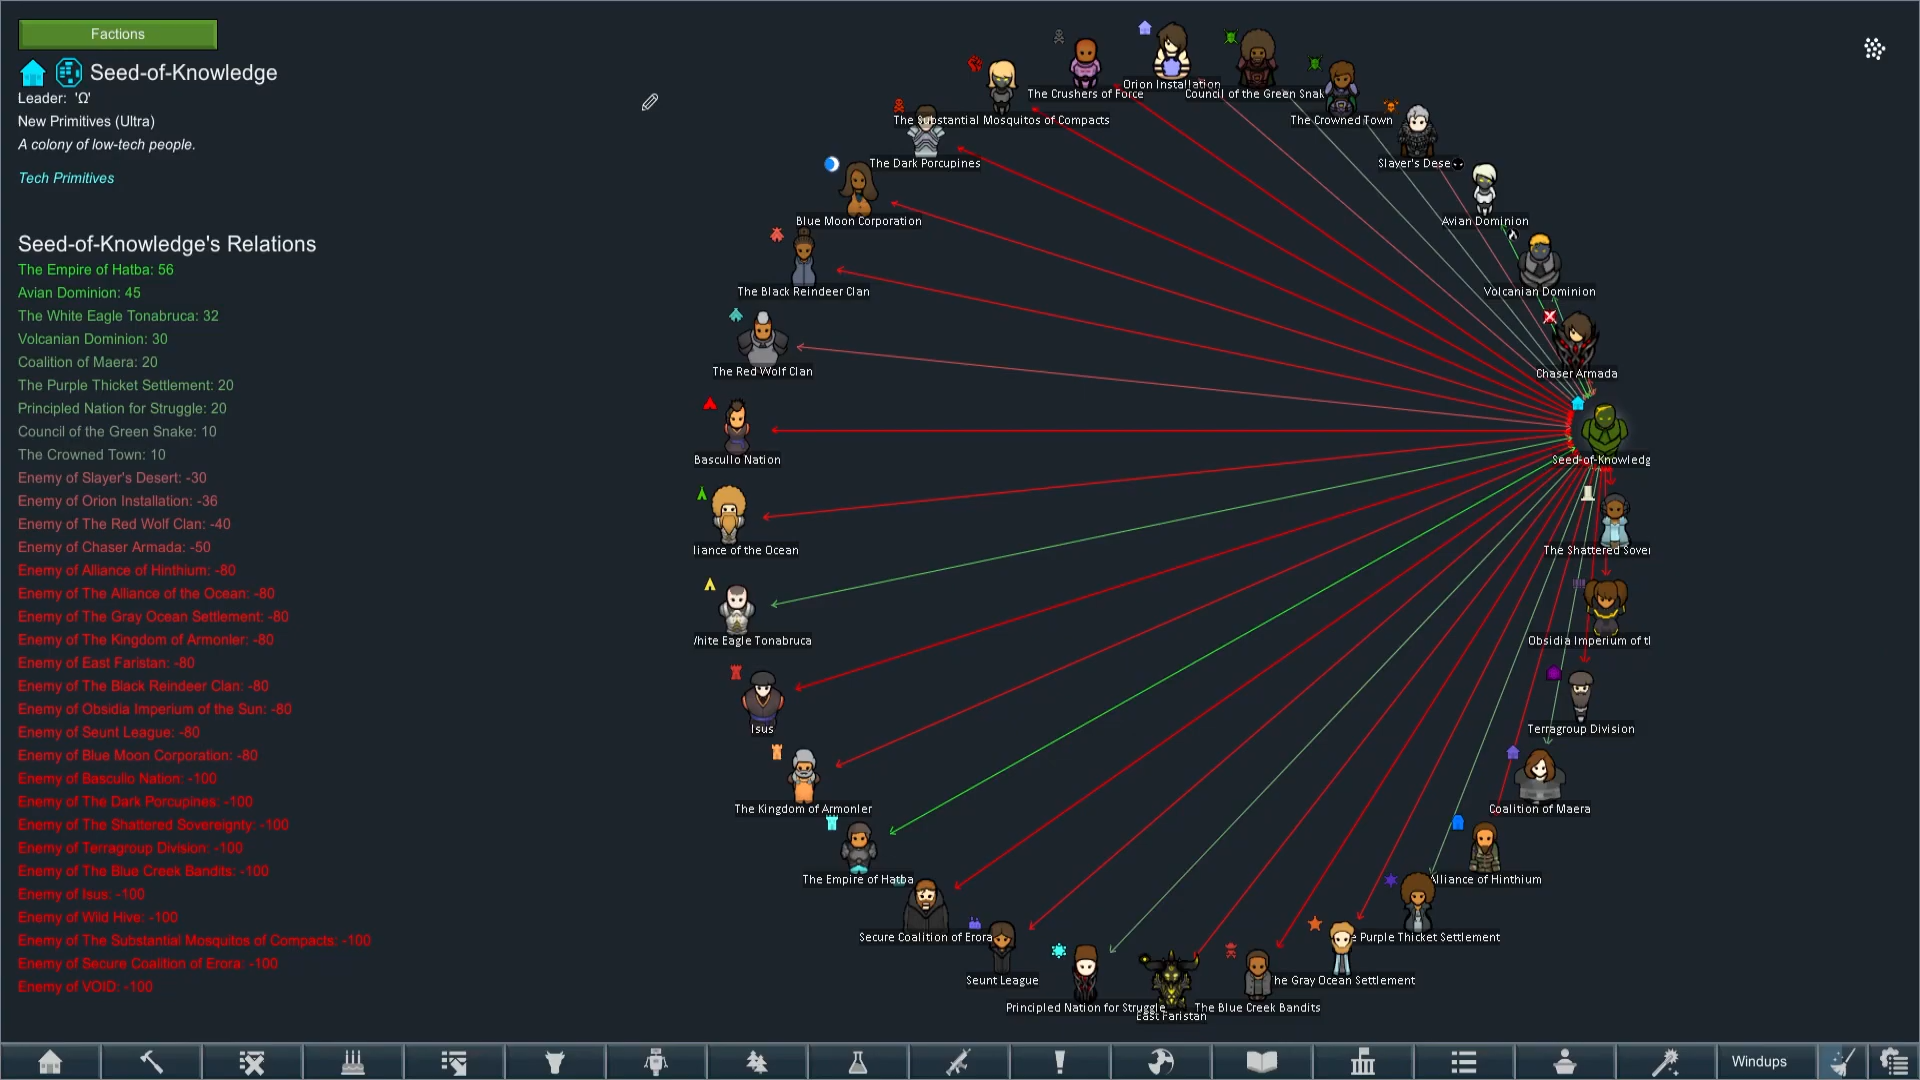 Factions
Seed-of-Knowledge
Leader:  'Ω'
New Primitives (Ultra)
A colony of low-tech people.
Tech Primitives
Seed-of-Knowledge's Relations
The Empire of Hatba: 56
Avian Dominion: 45
The White Eagle Tonabruca: 32
Volcanian Dominion: 30
Coalition of Maera: 20
The Purple Thicket Settlement: 20
Principled Nation for Struggle: 20
Council of the Green Snake: 10
The Crowned Town: 10
Enemy of Slayer's Desert: -30
Enemy of Orion Installation: -36
Enemy of The Red Wolf Clan: -40
Enemy of Chaser Armada: -50
Enemy of Alliance of Hinthium: -80
Enemy of The Alliance of the Ocean: -80
Enemy of The Gray Ocean Settlement: -80
Enemy of The Kingdom of Armonler: -80
Enemy of East Faristan: -80
Enemy of The Black Reindeer Clan: -80
Enemy of Obsidia Imperium of the Sun: -80
Enemy of Seunt League: -80
Enemy of Blue Moon Corporation: -80
Enemy of Bascullo Nation: -100
Enemy of The Dark Porcupines: -100
Enemy of The Shattered Sovereignty: -100
Enemy of Terragroup Division: -100
Enemy of The Blue Creek Bandits: -100
Enemy of Isus: -100
Enemy of Wild Hive: -100
Enemy of The Substantial Mosquitos of Compacts: -100
Enemy of Secure Coalition of Erora: -100
Enemy of VOID: -100
Orion Installation
The Crushers of Force
Council of the Green Snak
The Substantial Mosquitos of Compacts
The Crowned Town
The Dark Porcupines
Slayer's Dese
Blue Moon Corporation
Avian Dominion
The Black Reindeer Clan
Volcanian Dominion
The Red Wolf Clan
Chaser Armada
Bascullo Nation
Seed-of-Knowledg
liance of the Ocean
The Shattered Sover
White Eagle Tonabruca
Obsidia Imperium of t
Isus
Terragroup Division
The Kingdom of Armonler
Coalition of Maera
The Empire of Hatba
Alliance of Hinthium
Secure Coalition of Erora
Purple Thicket Settlement
Seunt League
he Gray Ocean Settlement
Principled Nation for Struggle
The Blue Creek Bandits
East Faristan
Windups